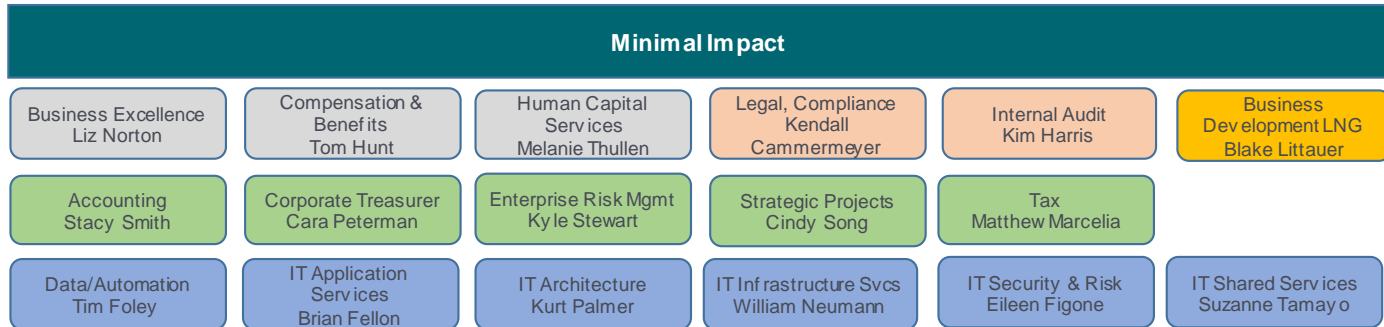 Minimal Impact
Business Excellence
Liz Norton
Compensation &
Benefits
Tom Hunt
Human Capital
Services
Melanie Thullen
Legal, Compliance
Kendall
Cammermeyer
Internal Audit
Kim Harris
Business
Development LNG
Blake Littauer
Accounting
Stacy Smith
Corporate Treasurer
Cara Peterman
Enterprise Risk Mgmt
Kyle Stewart
Strategic Projects
Cindy Song
Tax
Matthew Marcelia
Data/Automation
Tim Foley
IT Application
Services
Brian Fellon
IT Architecture
Kurt Palmer
IT Infrastructure Svcs
William Neumann
IT Security & Risk
Eileen Figone
IT Shared Services
Suzanne Tamayo